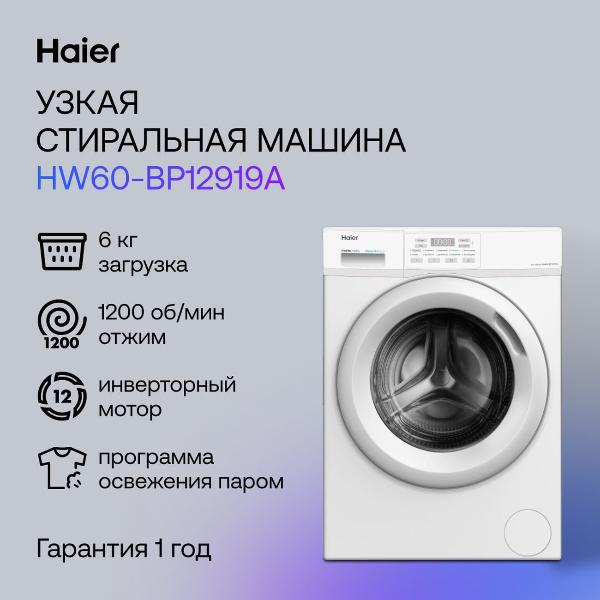 Haier
УЗКАЯ
СТИРАЛЬНАЯ МАШИНА
HW60-BP12919A
6 кг
загрузка
1200 об/мин
отжим
1200
инверторный
мотор
12
программа
освежения паром
Гарантия 1 год
Haier